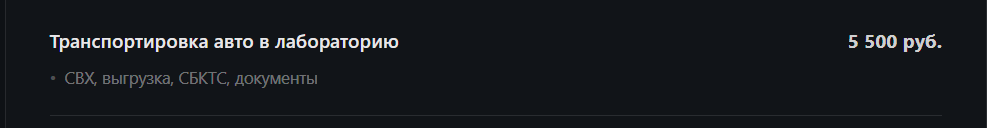 Транспортировка авто в лабораторию 5 500 руб.
• СВХ, выгрузка, СБКТС, документы